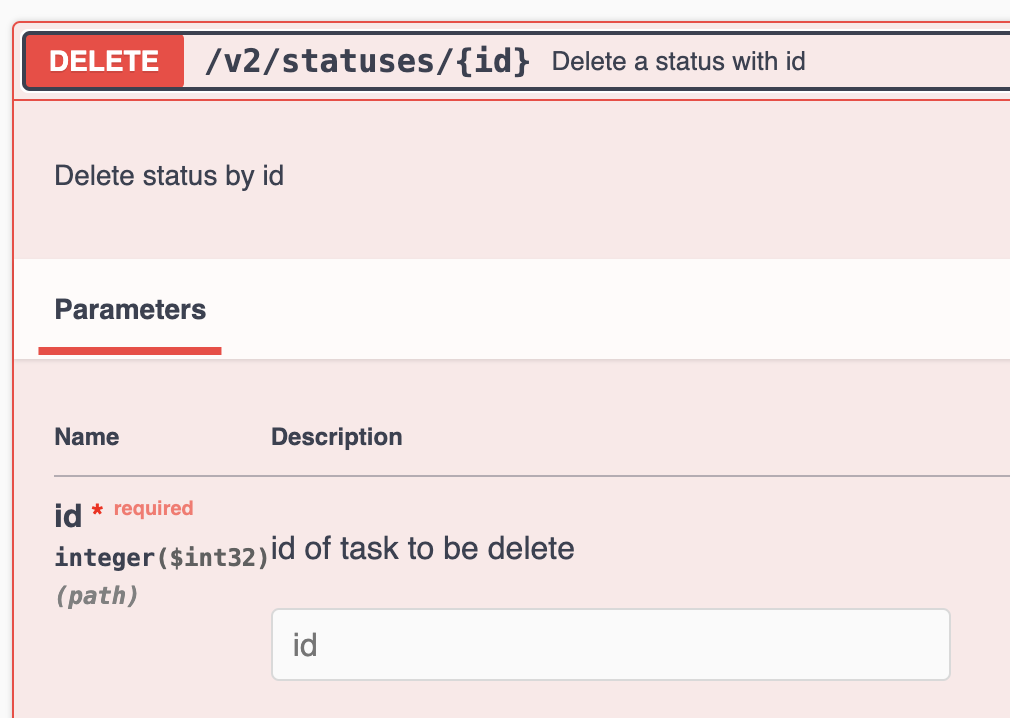 DELETE /v2/statuses/{id} Delete a status with id
Delete status by id
Parameters
Name Description
id * required
integer($int32)
(path)
id of task to be delete
id